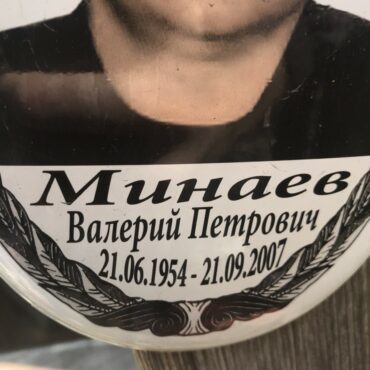 Минаев
Валерий Петрович
21.06.1954 - 21.09.2007